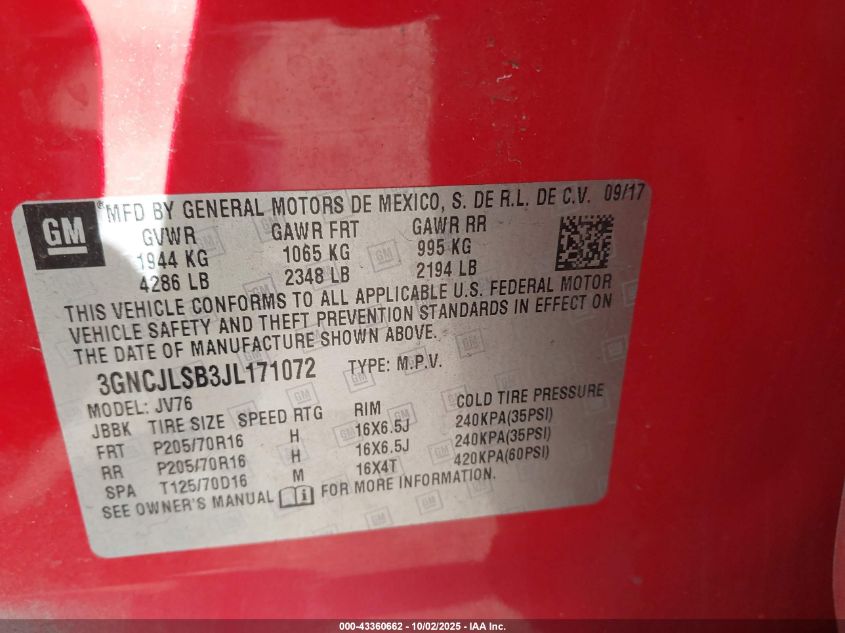 GM ® MFD BY GENERAL MOTORS DE MEXICO, S. DE R.L. DE C.V. 09/17
GVWR GAWR FRT GAWR RR
1944 KG 1065 KG 995 KG
4286 LB 2348 LB 2194 LB
THIS VEHICLE CONFORMS TO ALL APPLICABLE U.S. FEDERAL MOTOR
VEHICLE SAFETY AND THEFT PREVENTION STANDARDS IN EFFECT ON
THE DATE OF MANUFACTURE SHOWN ABOVE.
3GNCJLSB3JL171072 TYPE: M.P.V.
MODEL: JV76
JBBK TIRE SIZE SPEED RTG RIM COLD TIRE PRESSURE
FRT P205/70R16 H 16X6.5J 240KPA(35PSI)
RR P205/70R16 H 16X6.5J 240KPA(35PSI)
SPA T125/70D16 M 16X4T 420KPA(60PSI)
SEE OWNER'S MANUAL FOR MORE INFORMATION.
000-43360662 - 10/02/2025 - IAA Inc.